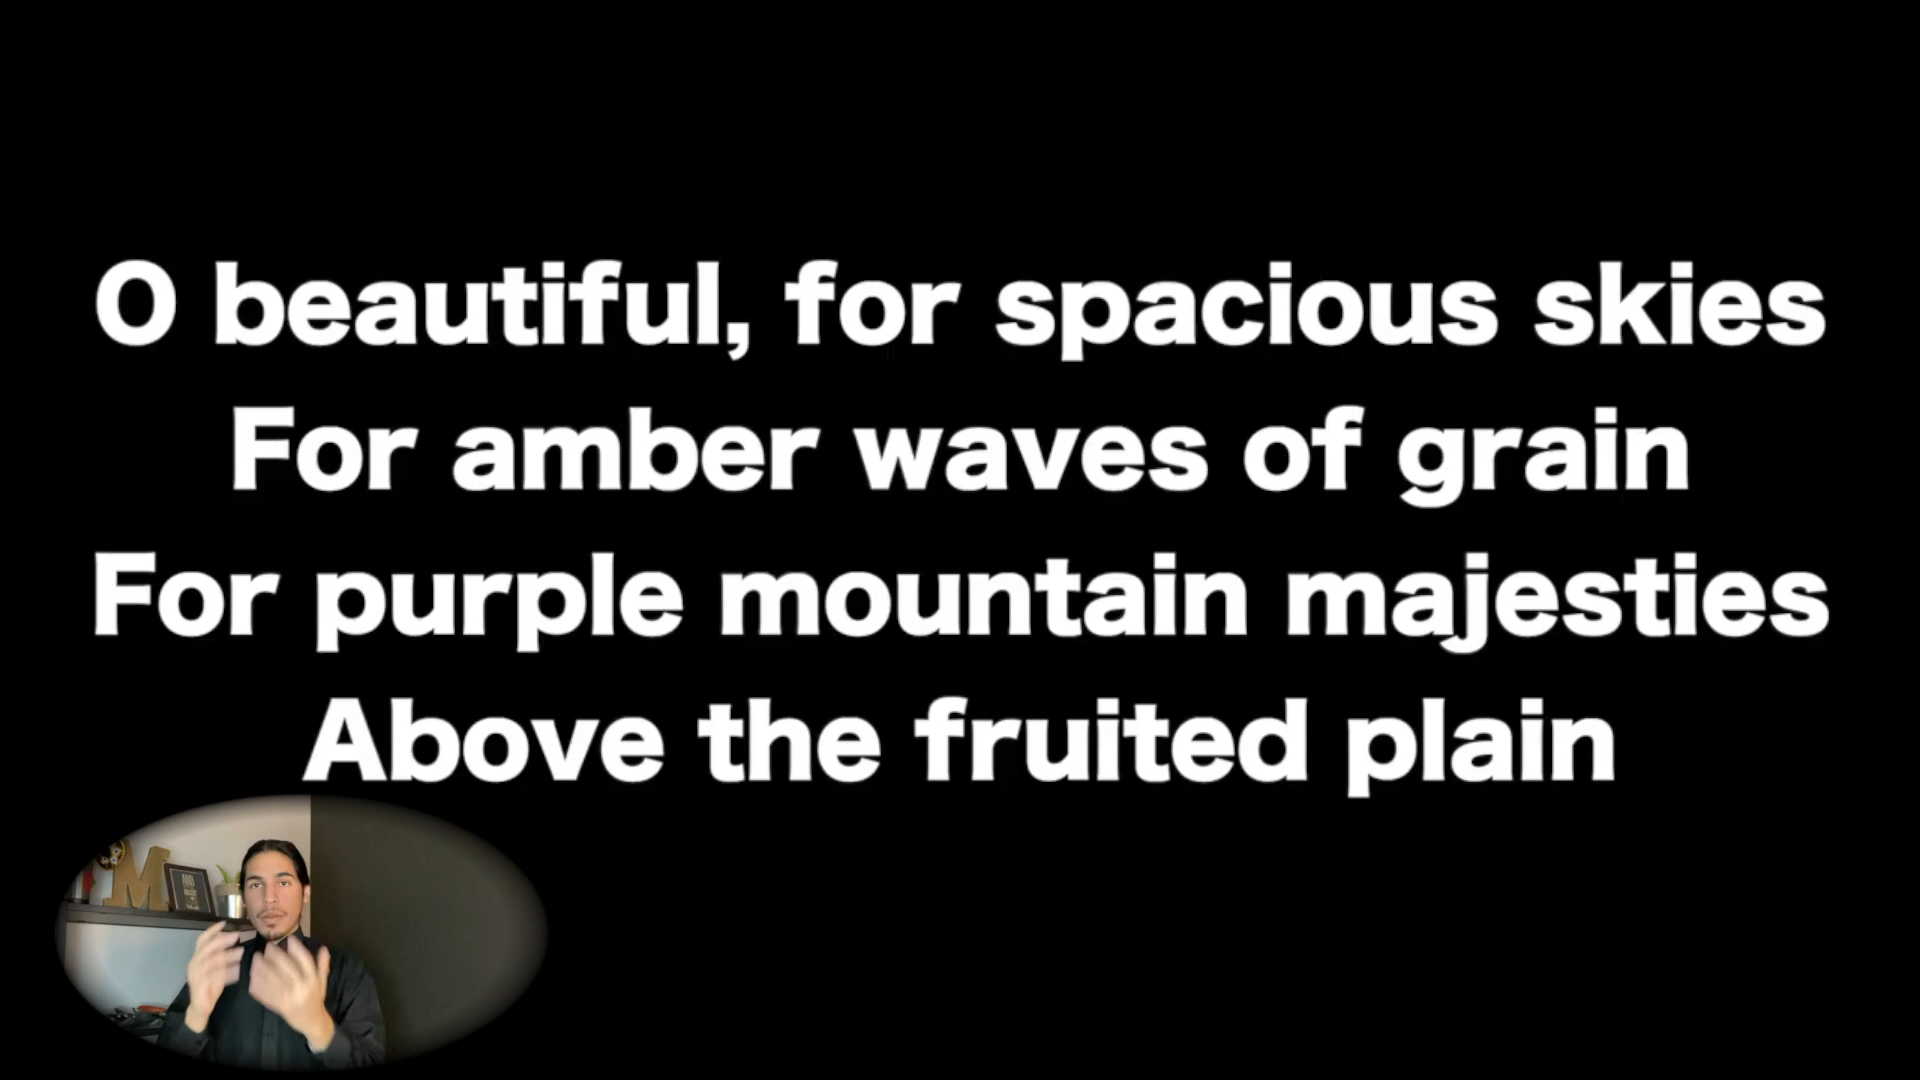 O beautiful, for spacious skies
For amber waves of grain
For purple mountain majesties
Above the fruited plain
M